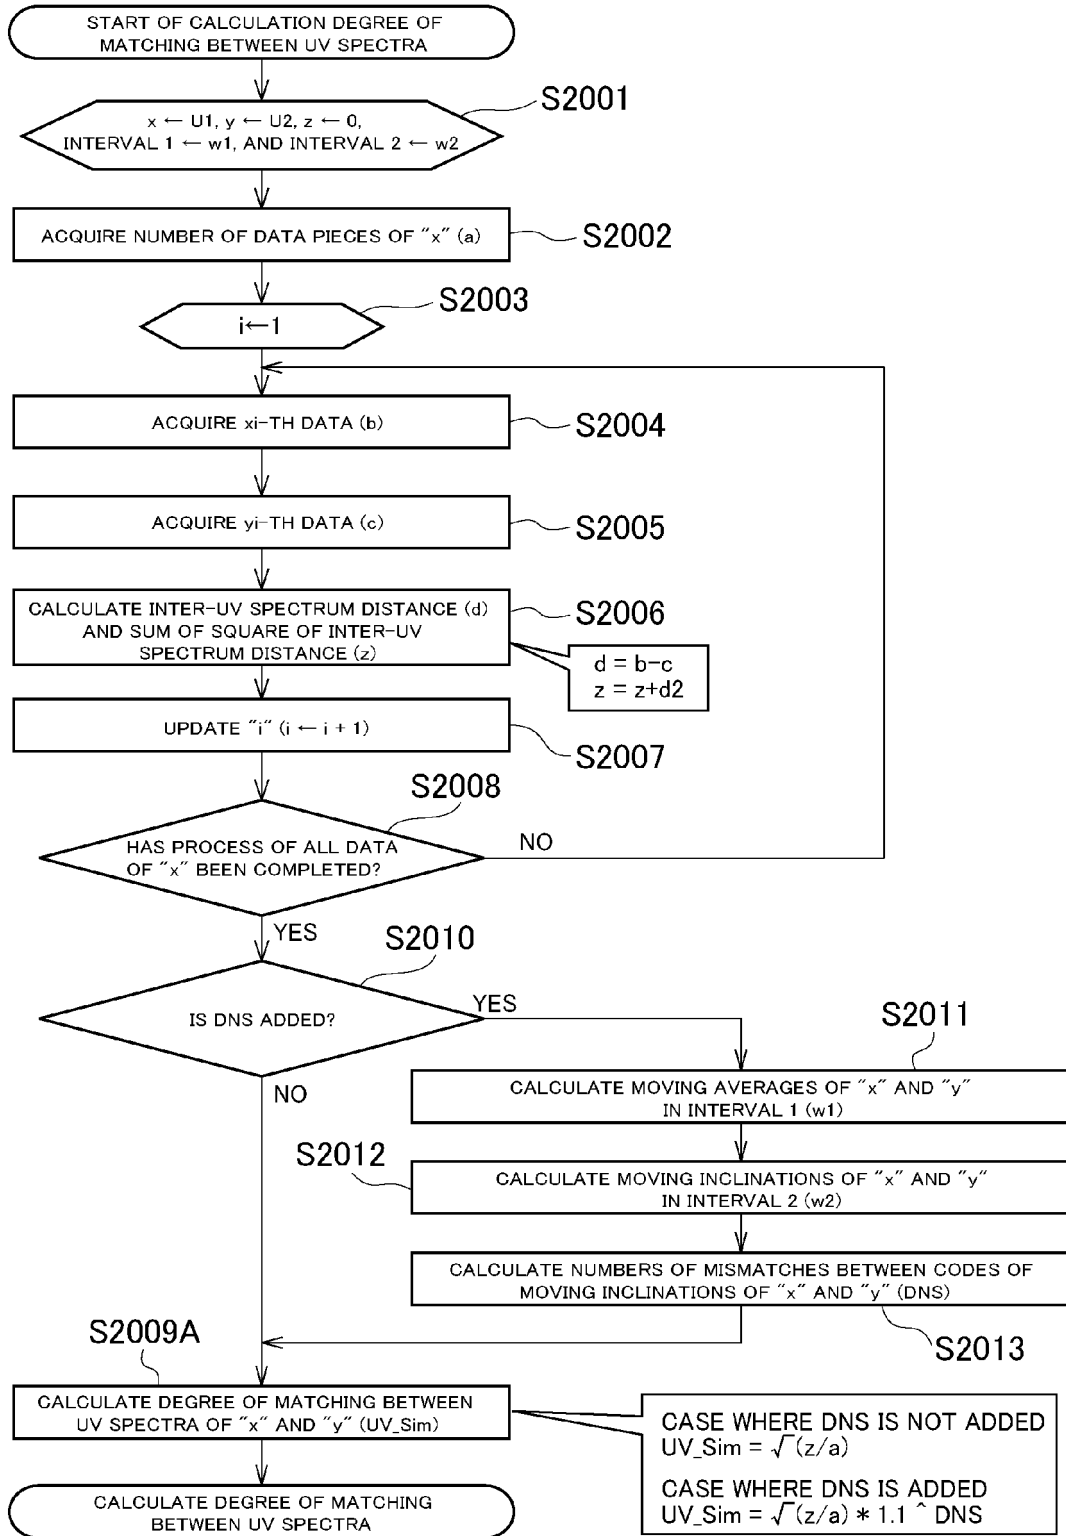 START OF CALCULATION DEGREE OF
MATCHING BETWEEN UV SPECTRA
S2001
x ← U1, y ← U2, z ← 0,
INTERVAL 1 ← w1, AND INTERVAL 2 ← w2
ACQUIRE NUMBER OF DATA PIECES OF "x" (a)
S2002
S2003
i←1
ACQUIRE xi-TH DATA (b)
S2004
ACQUIRE yi-TH DATA (c)
S2005
CALCULATE INTER-UV SPECTRUM DISTANCE (d)
AND SUM OF SQUARE OF INTER-UV
SPECTRUM DISTANCE (z)
S2006
d = b-c
z = z+d2
UPDATE "i" (i ← i + 1)
S2007
S2008
HAS PROCESS OF ALL DATA
OF "x" BEEN COMPLETED?
NO
YES
S2010
IS DNS ADDED?
YES
NO
S2011
CALCULATE MOVING AVERAGES OF "x" AND "y"
IN INTERVAL 1 (w1)
S2012
CALCULATE MOVING INCLINATIONS OF "x" AND "y"
IN INTERVAL 2 (w2)
CALCULATE NUMBERS OF MISMATCHES BETWEEN CODES OF
MOVING INCLINATIONS OF "x" AND "y" (DNS)
S2013
S2009A
CALCULATE DEGREE OF MATCHING BETWEEN
UV SPECTRA OF "x" AND "y" (UV_Sim)
CASE WHERE DNS IS NOT ADDED
UV_Sim = √(z/a)
CASE WHERE DNS IS ADDED
UV_Sim = √(z/a) * 1.1 ^ DNS
CALCULATE DEGREE OF MATCHING
BETWEEN UV SPECTRA